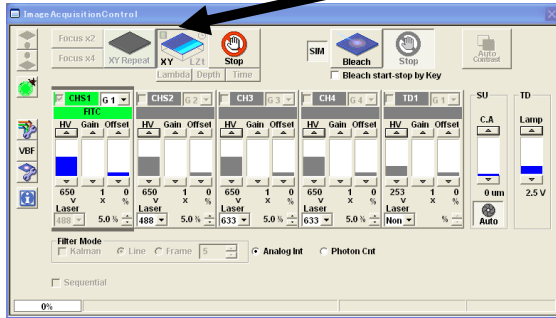 Image Acquisition Control
Focus x2
Focus x4
XY Repeat
XY
LZt
Stop
Lambda Depth Time
SIM
Bleach
Stop
Bleach start-stop by Key
Auto
Contrast
VBF
CHS1 G 1
CHS2 G 2
CH3 G 3
CH4 G 4
TD1 G 1
SU
TD
FITC
HV Gain Offset
HV Gain Offset
HV Gain Offset
HV Gain Offset
HV Gain Offset
C.A
Lamp
650 1 0
650 1 0
650 1 0
650 1 0
253 1 0
0 um
2.5 V
V x %
V x %
V x %
V x %
V x %
Laser
Laser
Laser
Laser
Laser
488 5.0 %
488 5.0 %
633 5.0 %
633 5.0 %
Non %
Auto
Filter Mode
Kalman Line Frame 5 Analog Int Photon Cnt
Sequential
0%